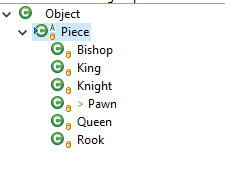 Object
Piece
Bishop
King
Knight
> Pawn
Queen
Rook